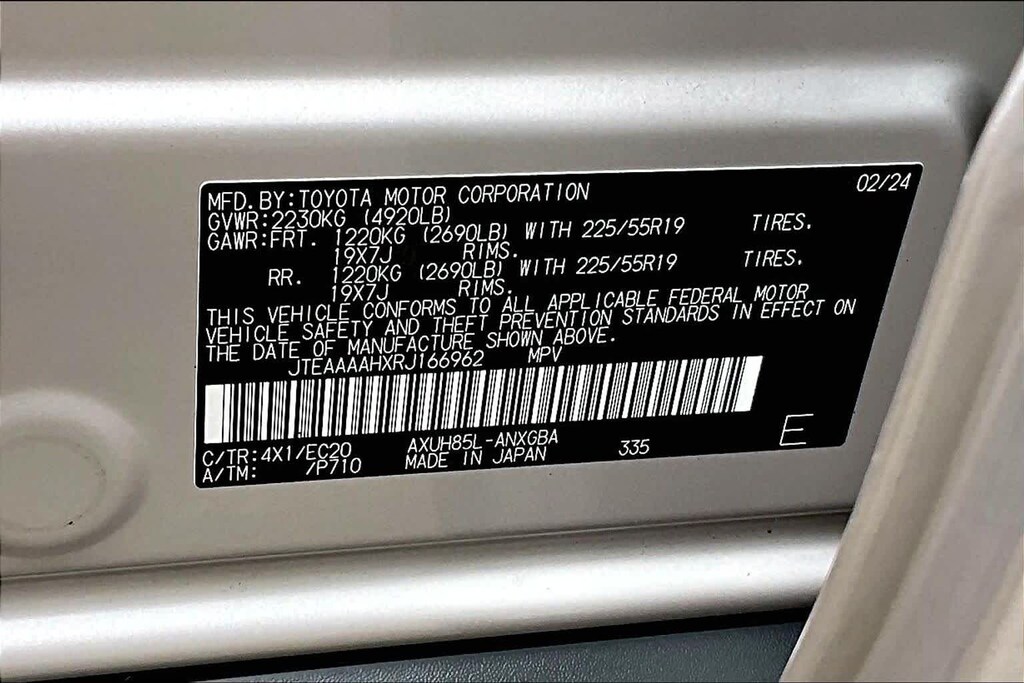 MFD.BY:TOYOTA MOTOR CORPORATION 02/24
GVWR:2230KG (4920LB)
GAWR:FRT. 1220KG (2690LB) WITH 225/55R19 TIRES.
19X7J RIMS.
RR. 1220KG (2690LB) WITH 225/55R19 TIRES.
19X7J RIMS.
THIS VEHICLE CONFORMS TO ALL APPLICABLE FEDERAL MOTOR
VEHICLE SAFETY AND THEFT PREVENTION STANDARDS IN EFFECT ON
THE DATE OF MANUFACTURE SHOWN ABOVE.
JTEAAAAHXRJ166962 MPV
C/TR:4X1/EC20 AXUH85L-ANXGBA 335 E
A/TM: /P710 MADE IN JAPAN